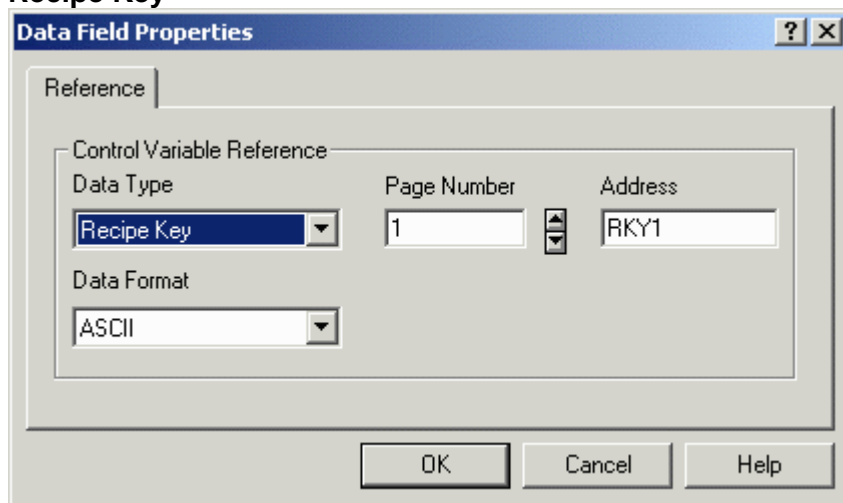 Data Field Properties
Reference
Control Variable Reference
Data Type Page Number Address
Recipe Key 1 RKY1
Data Format
ASCII
OK Cancel Help